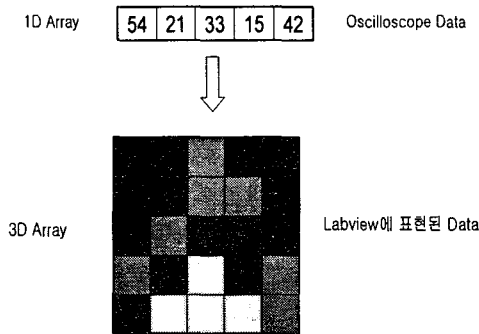 1D Array 54 21 33 15 42 Oscilloscope Data
3D Array Labview에 표현된 Data